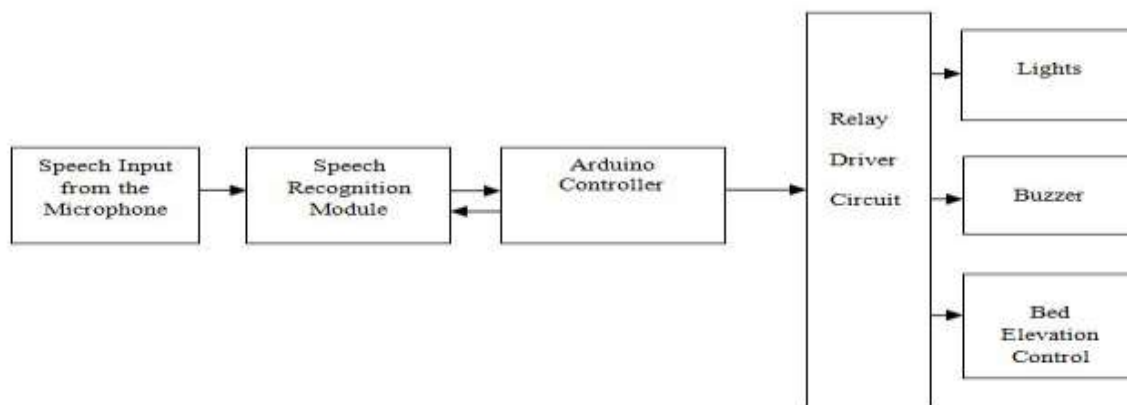 Speech Input
from the
Microphone
Speech
Recognition
Module
Arduino
Controller
Relay
Driver
Circuit
Lights
Buzzer
Bed
Elevation
Control